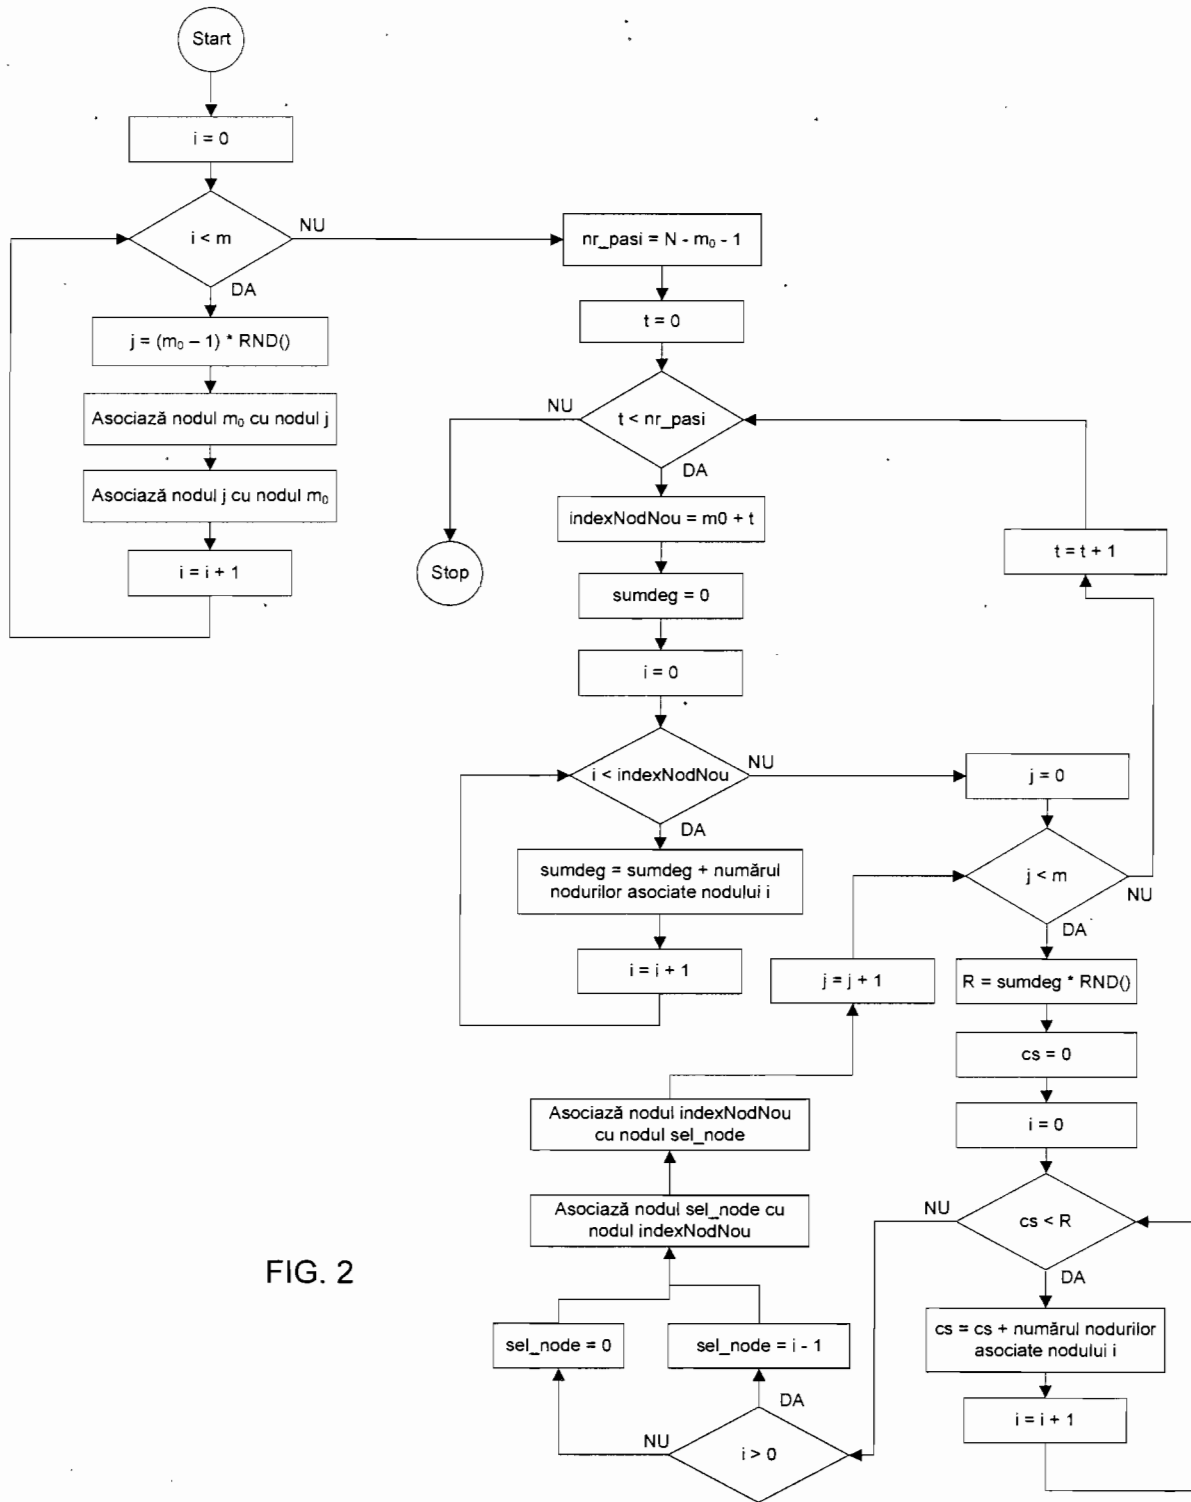 Start
i = 0
i < m
NU
DA
j = (m₀ – 1) * RND()
Asociază nodul m₀ cu nodul j
Asociază nodul j cu nodul m₀
i = i + 1
nr_pasi = N - m₀ - 1
t = 0
t < nr_pasi
NU
DA
Stop
indexNodNou = m0 + t
sumdeg = 0
i = 0
i < indexNodNou
NU
DA
sumdeg = sumdeg + numărul
nodurilor asociate nodului i
i = i + 1
t = t + 1
j = 0
j < m
NU
DA
j = j + 1
R = sumdeg * RND()
cs = 0
i = 0
cs < R
NU
DA
cs = cs + numărul nodurilor
asociate nodului i
i = i + 1
Asociază nodul indexNodNou
cu nodul sel_node
Asociază nodul sel_node cu
nodul indexNodNou
sel_node = 0
sel_node = i - 1
DA
NU
i > 0
FIG. 2